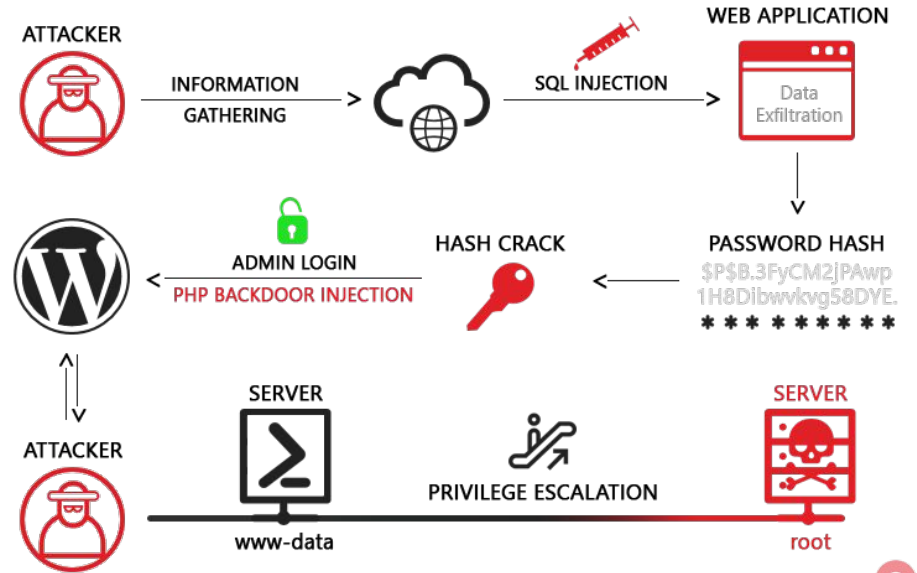 ATTACKER
INFORMATION
GATHERING
SQL INJECTION
WEB APPLICATION
Data
Exfiltration
ADMIN LOGIN
PHP BACKDOOR INJECTION
HASH CRACK
PASSWORD HASH
$P$B.3FyCM2jPAwp
1H8Dibwvkvg58DYE.
* * * * * * * * *
ATTACKER
SERVER
www-data
PRIVILEGE ESCALATION
SERVER
root